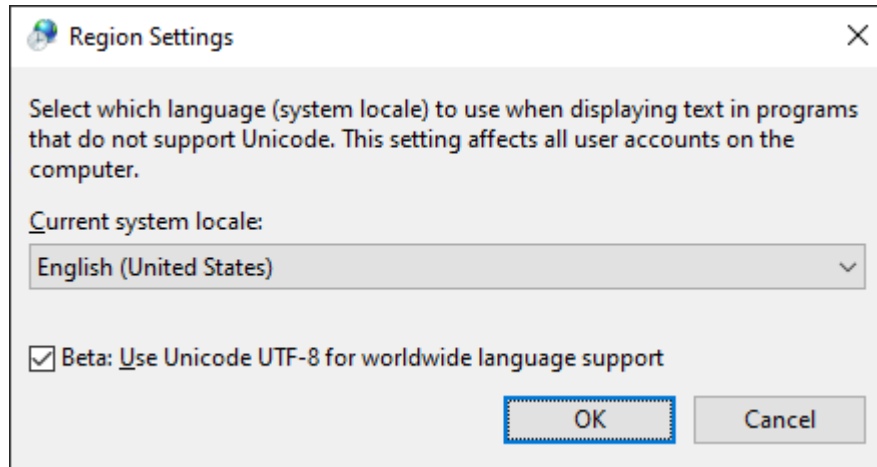 Region Settings
Select which language (system locale) to use when displaying text in programs
that do not support Unicode. This setting affects all user accounts on the
computer.
Current system locale:
English (United States)
Beta: Use Unicode UTF-8 for worldwide language support
OK Cancel